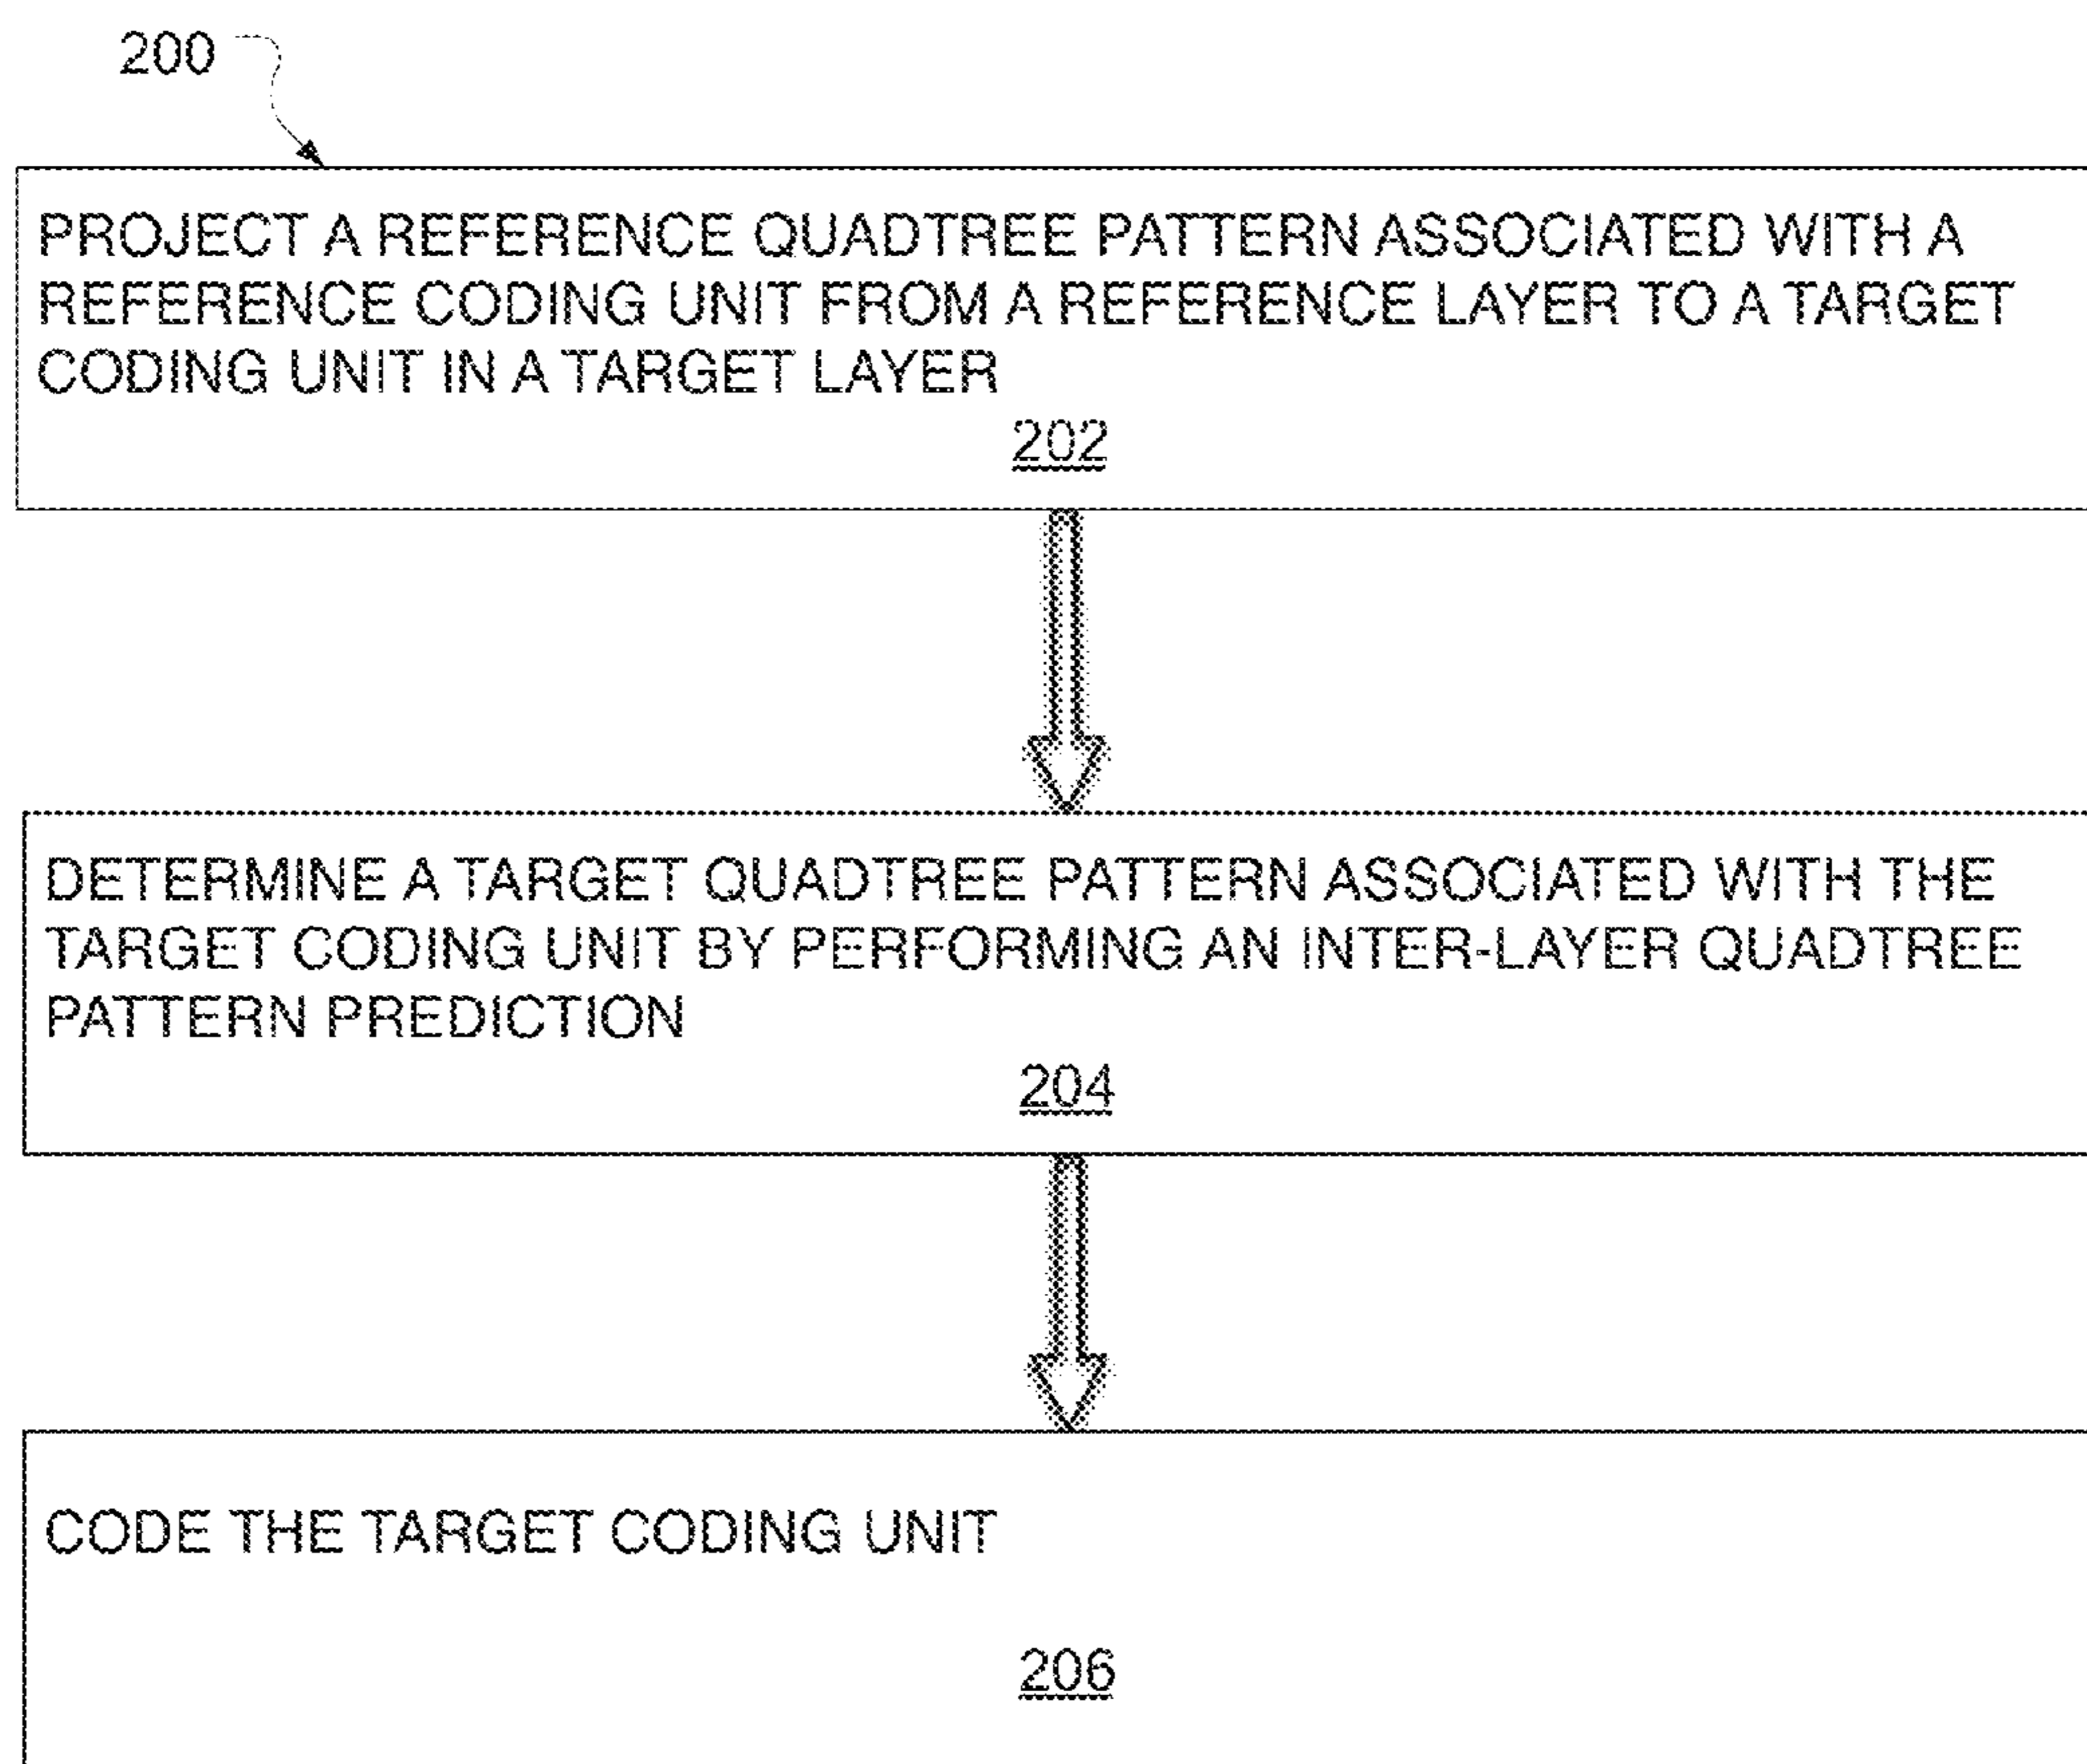 200
PROJECT A REFERENCE QUADTREE PATTERN ASSOCIATED WITH A
REFERENCE CODING UNIT FROM A REFERENCE LAYER TO A TARGET
CODING UNIT IN A TARGET LAYER
202
DETERMINE A TARGET QUADTREE PATTERN ASSOCIATED WITH THE
TARGET CODING UNIT BY PERFORMING AN INTER-LAYER QUADTREE
PATTERN PREDICTION
204
CODE THE TARGET CODING UNIT
206